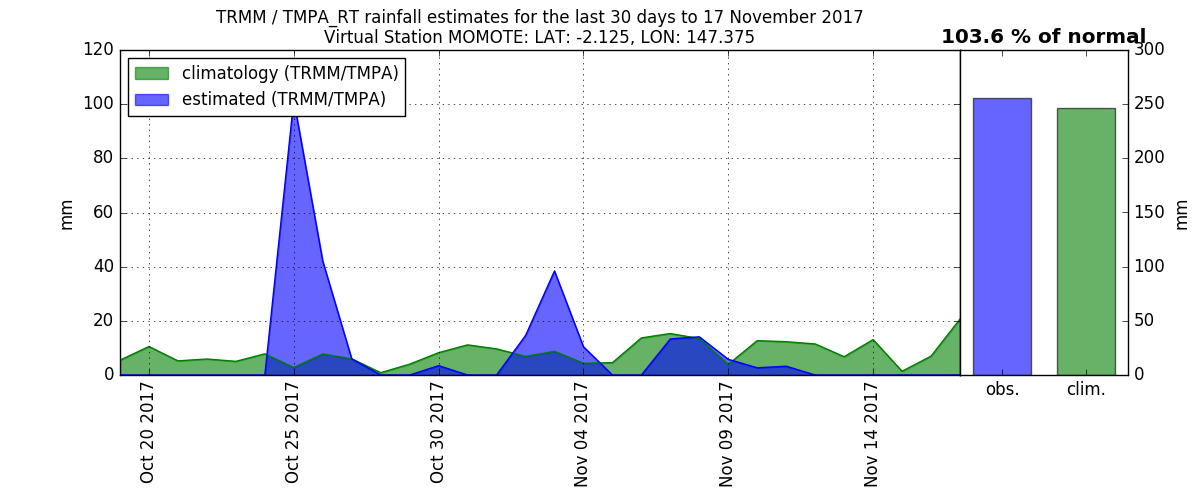 TRMM / TMPA_RT rainfall estimates for the last 30 days to 17 November 2017
Virtual Station MOMOTE: LAT: -2.125, LON: 147.375
103.6 % of normal
climatology (TRMM/TMPA)
estimated (TRMM/TMPA)
120
100
80
60
40
20
0
mm
300
250
200
150
100
50
0
mm
Oct 20 2017
Oct 25 2017
Oct 30 2017
Nov 04 2017
Nov 09 2017
Nov 14 2017
obs.
clim.